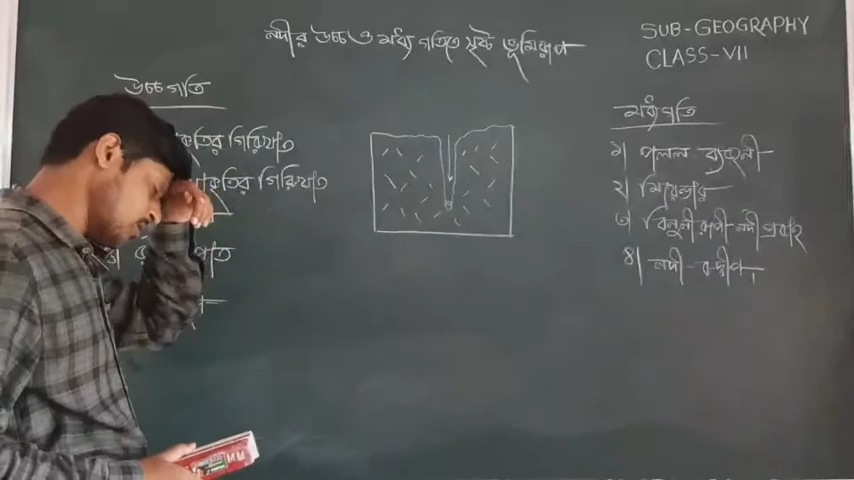 নদীর উচ্চ ও মধ্য গতিতে সৃষ্ট ভূমিরূপ
SUB-GEOGRAPHY
CLASS-VII
উচ্চগতি
কৃতির গিরিখাত
কৃতির গিরিখাত
পাত
মধ্যগতি
১। পলল ব্যজনী
২। মিয়েন্ডার
৩। বিনুনীরূপী-নদীপ্রবাহ
৪। নদী-বদ্বীপ
MM